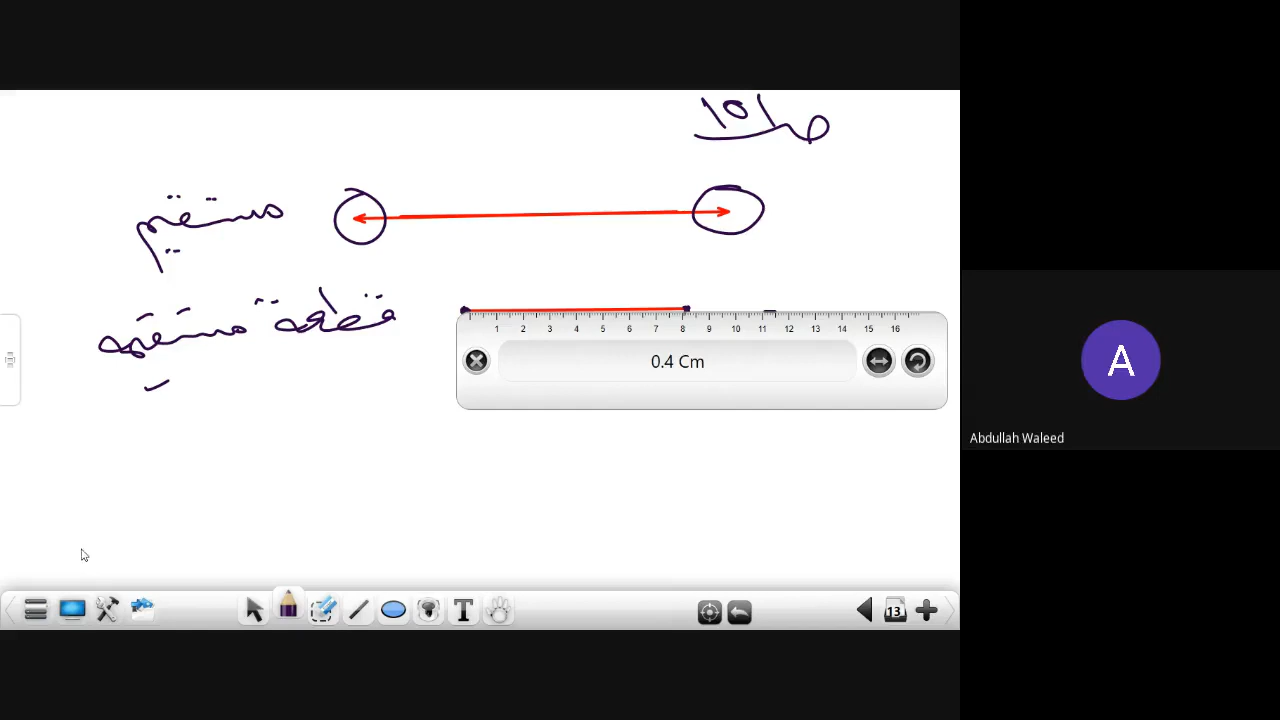 ملاحظة
مستقيم
قطعة مستقيمة
1 2 3 4 5 6 7 8 9 10 11 12 13 14 15 16
0.4 Cm
A
Abdullah Waleed
T
13